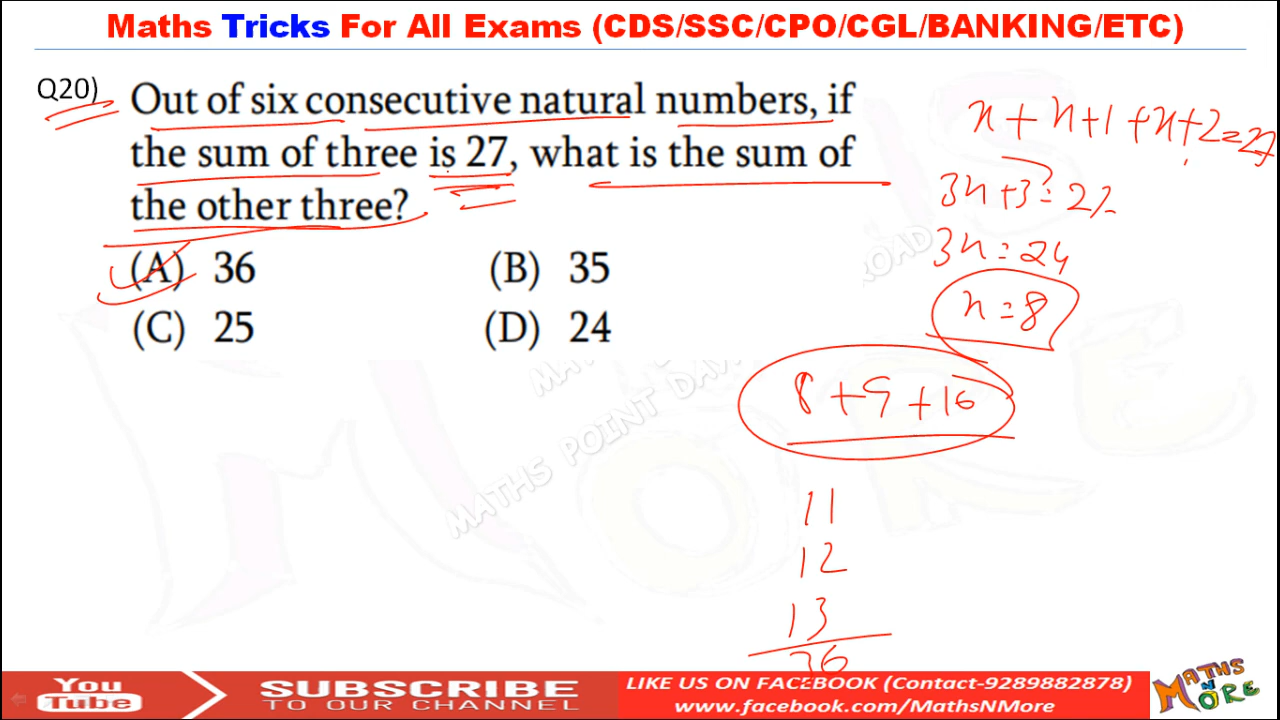 Maths Tricks For All Exams (CDS/SSC/CPO/CGL/BANKING/ETC)
Q20) Out of six consecutive natural numbers, if
the sum of three is 27, what is the sum of
the other three?
(A) 36
(B) 35
(C) 25
(D) 24
n + n+1 + n+2 = 27
3n + 3 = 27
3n = 24
n = 8
8 + 9 + 10
11
12
13
36
MATHS POINT DAV ROAD
MORE
You Tube
SUBSCRIBE
TO OUR CHANNEL
LIKE US ON FACEBOOK (Contact-9289882878)
www.facebook.com/MathsNMore
MATHS
N
MORE